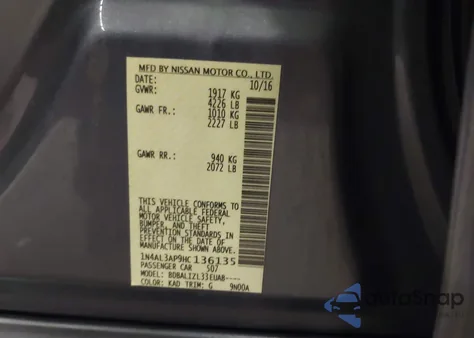 MFD BY NISSAN MOTOR CO., LTD.
DATE: 10/16
GVWR: 1917 KG
4226 LB
GAWR FR.: 1010 KG
2227 LB
GAWR RR.: 940 KG
2072 LB
THIS VEHICLE CONFORMS TO
ALL APPLICABLE FEDERAL
MOTOR VEHICLE SAFETY,
BUMPER, AND THEFT
PREVENTION STANDARDS IN
EFFECT ON THE DATE OF
MANUFACTURE SHOWN ABOVE.
1N4AL3AP9HC136135
PASSENGER CAR S07
MODEL: BDBALIZL33EUAB----
COLOR: KAD TRIM: G 9N00A
AutoSnap